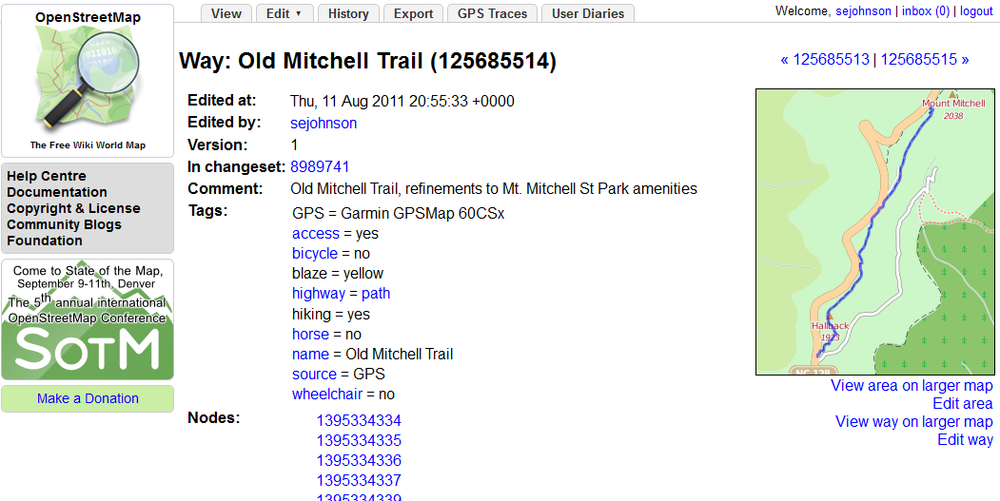 OpenStreetMap
The Free Wiki World Map
View
Edit ▼
History
Export
GPS Traces
User Diaries
Welcome, sejohnson | inbox (0) | logout
Help Centre
Documentation
Copyright & License
Community Blogs
Foundation
Come to State of the Map,
September 9-11th, Denver
The 5th annual international
OpenStreetMap Conference
SOTM
Make a Donation
Way: Old Mitchell Trail (125685514)
« 125685513 | 125685515 »
Edited at: Thu, 11 Aug 2011 20:55:33 +0000
Edited by: sejohnson
Version: 1
In changeset: 8989741
Comment: Old Mitchell Trail, refinements to Mt. Mitchell St Park amenities
Tags: GPS = Garmin GPSMap 60CSx
access = yes
bicycle = no
blaze = yellow
highway = path
hiking = yes
horse = no
name = Old Mitchell Trail
source = GPS
wheelchair = no
Nodes: 1395334334
1395334335
1395334336
1395334337
1395334339
Mount Mitchell
2038
Hallback
NC 128
View area on larger map
Edit area
View way on larger map
Edit way